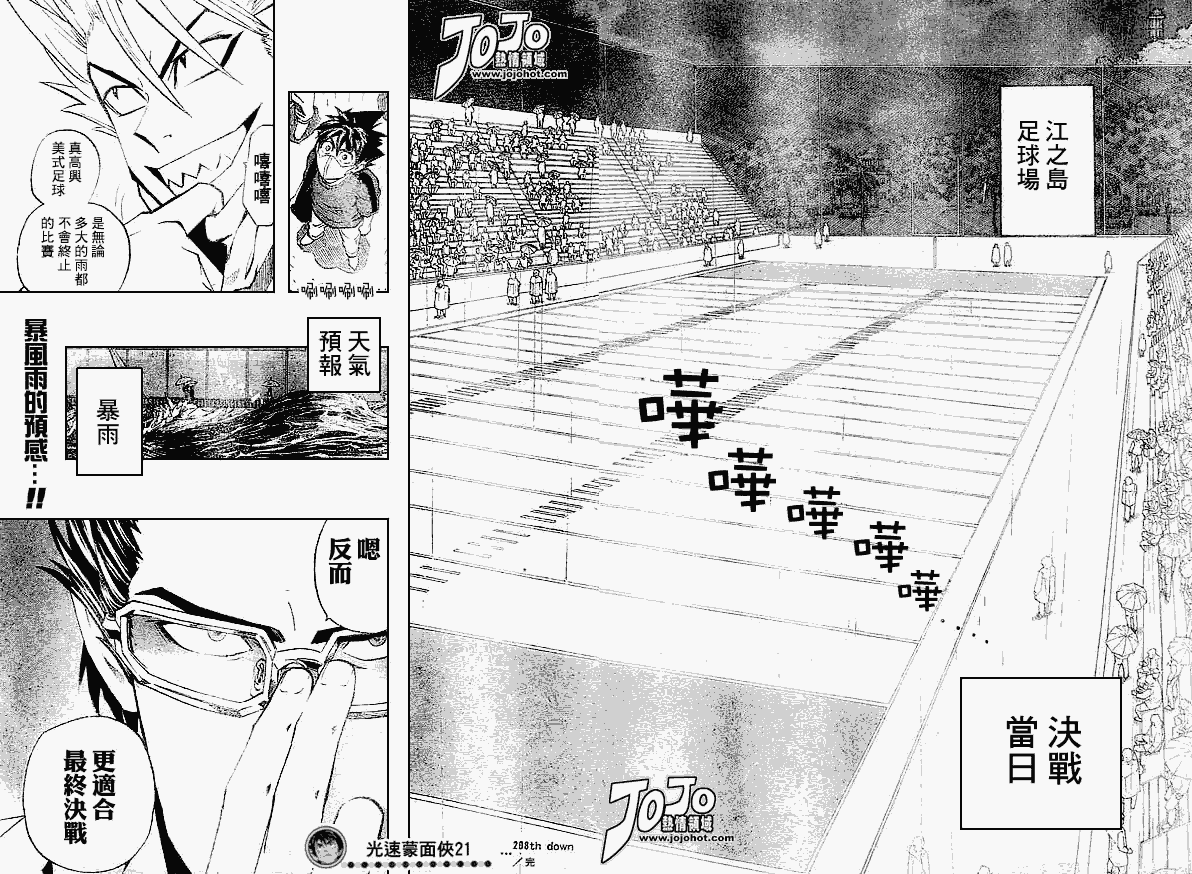 JOJO
熱情領域
www.jojohot.com
江之島
足球場
嘩
嘩
嘩
嘩
嘩
決戰
當日
JOJO
熱情領域
www.jojohot.com
唰唰唰唰
嘻嘻嘻
真高興
美式足球
是無論
多大的雨都
不會終止
的比賽
天氣
預報
暴雨
暴風雨的預感…!!
嗯
反而
更適合
最終決戰
光速蒙面俠21
…208th down
／完